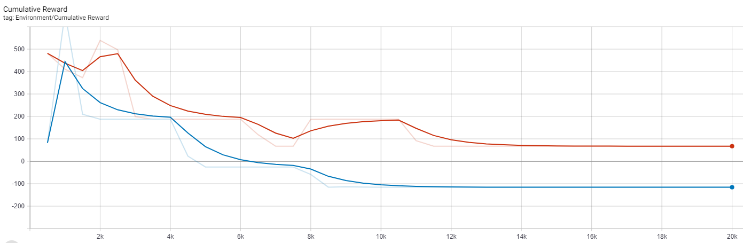 Cumulative Reward
tag: Environment/Cumulative Reward
500
400
300
200
100
0
-100
-200
2k
4k
6k
8k
10k
12k
14k
16k
18k
20k